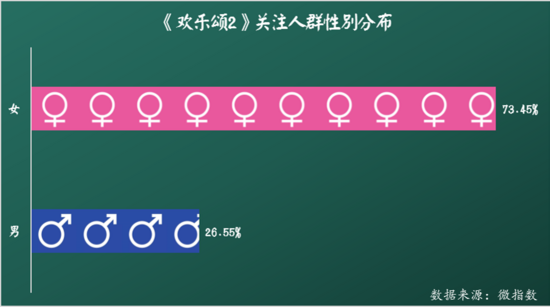 《欢乐颂2》关注人群性别分布
女
73.45%
男
26.55%
数据来源：微指数